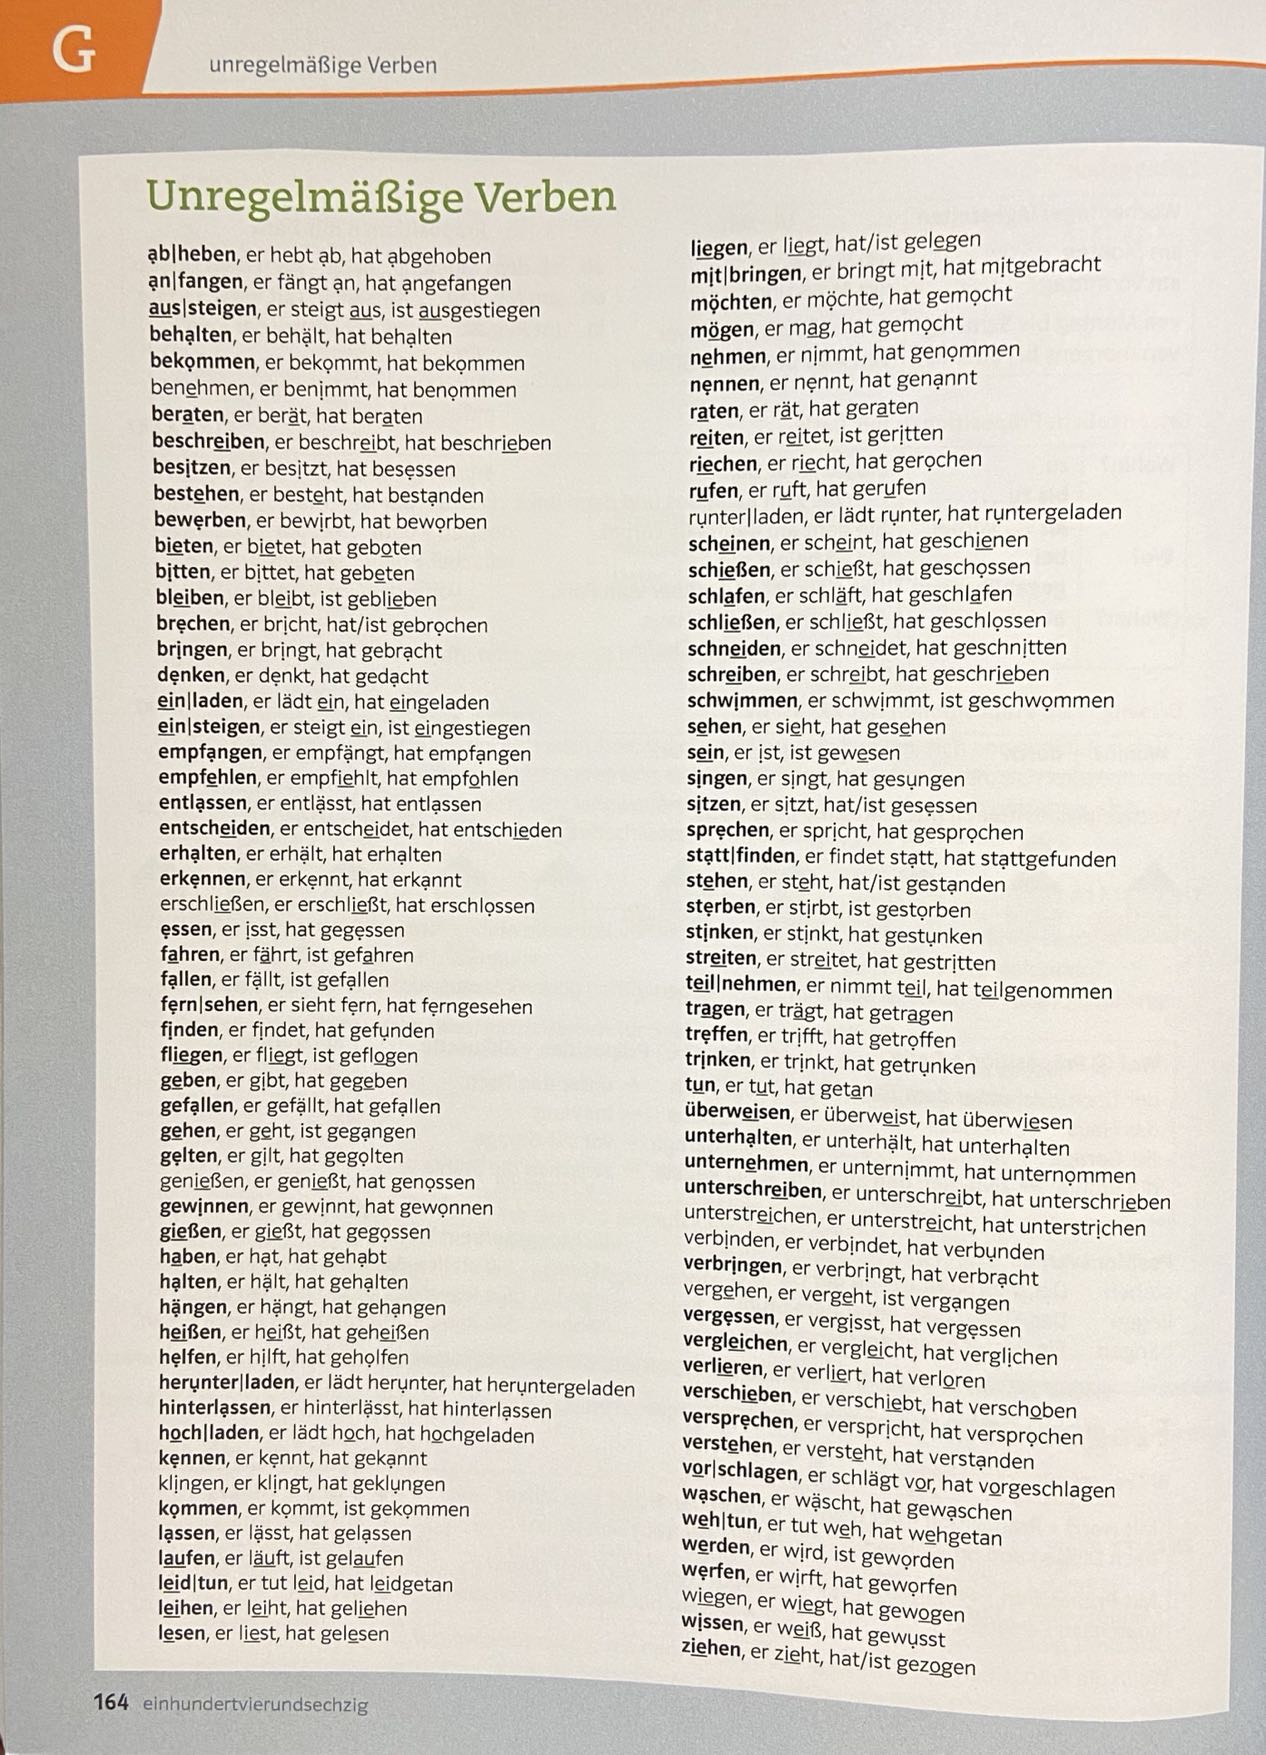 G
unregelmäßige Verben
Unregelmäßige Verben
ab|heben, er hebt ab, hat abgehoben
an|fangen, er fängt an, hat angefangen
aus|steigen, er steigt aus, ist ausgestiegen
behalten, er behält, hat behalten
bekommen, er bekommt, hat bekommen
benehmen, er benimmt, hat benommen
beraten, er berät, hat beraten
beschreiben, er beschreibt, hat beschrieben
besitzen, er besitzt, hat besessen
bestehen, er besteht, hat bestanden
bewerben, er bewirbt, hat beworben
bieten, er bietet, hat geboten
bitten, er bittet, hat gebeten
bleiben, er bleibt, ist geblieben
brechen, er bricht, hat/ist gebrochen
bringen, er bringt, hat gebracht
denken, er denkt, hat gedacht
ein|laden, er lädt ein, hat eingeladen
ein|steigen, er steigt ein, ist eingestiegen
empfangen, er empfängt, hat empfangen
empfehlen, er empfiehlt, hat empfohlen
entlassen, er entlässt, hat entlassen
entscheiden, er entscheidet, hat entschieden
erhalten, er erhält, hat erhalten
erkennen, er erkennt, hat erkannt
erschließen, er erschließt, hat erschlossen
essen, er isst, hat gegessen
fahren, er fährt, ist gefahren
fallen, er fällt, ist gefallen
fern|sehen, er sieht fern, hat ferngesehen
finden, er findet, hat gefunden
fliegen, er fliegt, ist geflogen
geben, er gibt, hat gegeben
gefallen, er gefällt, hat gefallen
gehen, er geht, ist gegangen
gelten, er gilt, hat gegolten
genießen, er genießt, hat genossen
gewinnen, er gewinnt, hat gewonnen
gießen, er gießt, hat gegossen
haben, er hat, hat gehabt
halten, er hält, hat gehalten
hängen, er hängt, hat gehangen
heißen, er heißt, hat geheißen
helfen, er hilft, hat geholfen
herunter|laden, er lädt herunter, hat heruntergeladen
hinterlassen, er hinterlässt, hat hinterlassen
hoch|laden, er lädt hoch, hat hochgeladen
kennen, er kennt, hat gekannt
klingen, er klingt, hat geklungen
kommen, er kommt, ist gekommen
lassen, er lässt, hat gelassen
laufen, er läuft, ist gelaufen
leid|tun, er tut leid, hat leidgetan
leihen, er leiht, hat geliehen
lesen, er liest, hat gelesen
liegen, er liegt, hat/ist gelegen
mit|bringen, er bringt mit, hat mitgebracht
möchten, er möchte, hat gemocht
mögen, er mag, hat gemocht
nehmen, er nimmt, hat genommen
nennen, er nennt, hat genannt
raten, er rät, hat geraten
reiten, er reitet, ist geritten
riechen, er riecht, hat gerochen
rufen, er ruft, hat gerufen
runter|laden, er lädt runter, hat runtergeladen
scheinen, er scheint, hat geschienen
schießen, er schießt, hat geschossen
schlafen, er schläft, hat geschlafen
schließen, er schließt, hat geschlossen
schneiden, er schneidet, hat geschnitten
schreiben, er schreibt, hat geschrieben
schwimmen, er schwimmt, ist geschwommen
sehen, er sieht, hat gesehen
sein, er ist, ist gewesen
singen, er singt, hat gesungen
sitzen, er sitzt, hat/ist gesessen
sprechen, er spricht, hat gesprochen
statt|finden, er findet statt, hat stattgefunden
stehen, er steht, hat/ist gestanden
sterben, er stirbt, ist gestorben
stinken, er stinkt, hat gestunken
streiten, er streitet, hat gestritten
teil|nehmen, er nimmt teil, hat teilgenommen
tragen, er trägt, hat getragen
treffen, er trifft, hat getroffen
trinken, er trinkt, hat getrunken
tun, er tut, hat getan
überweisen, er überweist, hat überwiesen
unterhalten, er unterhält, hat unterhalten
unternehmen, er unternimmt, hat unternommen
unterschreiben, er unterschreibt, hat unterschrieben
unterstreichen, er unterstreicht, hat unterstrichen
verbinden, er verbindet, hat verbunden
verbringen, er verbringt, hat verbracht
vergehen, er vergeht, ist vergangen
vergessen, er vergisst, hat vergessen
vergleichen, er vergleicht, hat verglichen
verlieren, er verliert, hat verloren
verschieben, er verschiebt, hat verschoben
versprechen, er verspricht, hat versprochen
verstehen, er versteht, hat verstanden
vor|schlagen, er schlägt vor, hat vorgeschlagen
waschen, er wäscht, hat gewaschen
weh|tun, er tut weh, hat wehgetan
werden, er wird, ist geworden
werfen, er wirft, hat geworfen
wiegen, er wiegt, hat gewogen
wissen, er weiß, hat gewusst
ziehen, er zieht, hat/ist gezogen
164 einhundertvierundsechzig